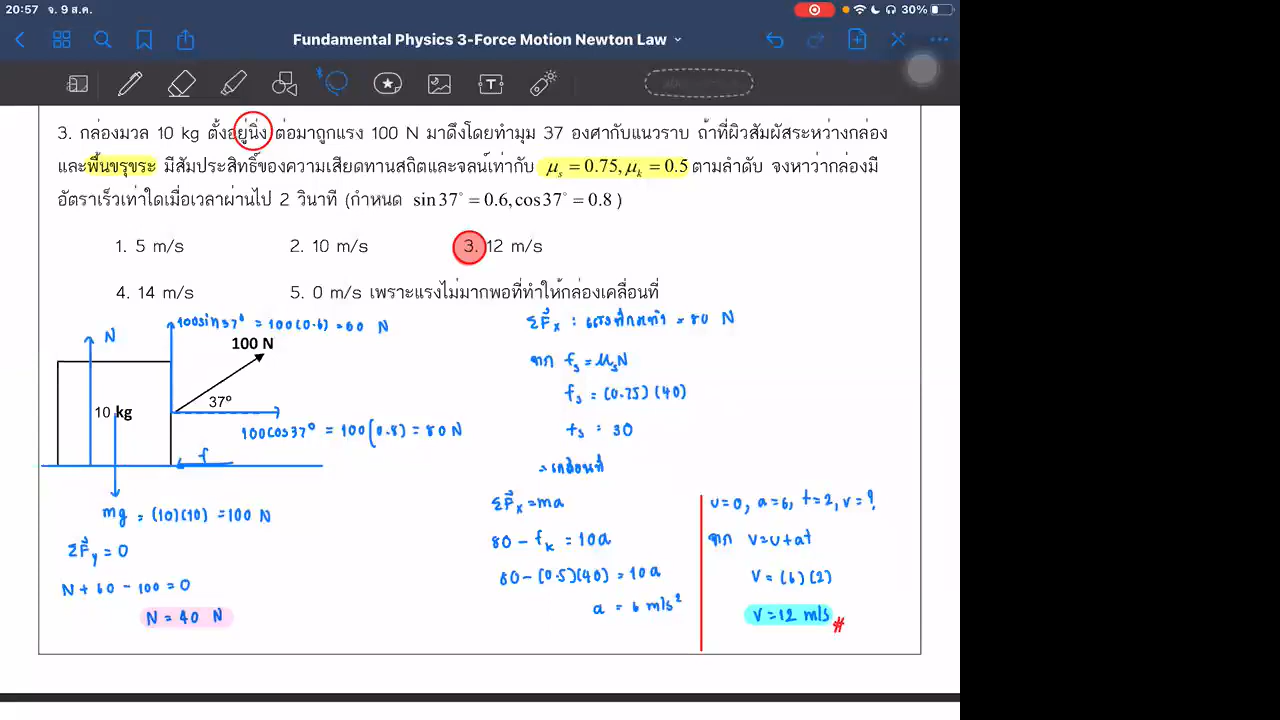 20:57 จ. 9 ส.ค.
30%
Fundamental Physics 3-Force Motion Newton Law
3. กล่องมวล 10 kg ตั้งอยู่นิ่ง ต่อมาถูกแรง 100 N มาดึงโดยทำมุม 37 องศากับแนวราบ ถ้าที่ผิวสัมผัสระหว่างกล่อง
และพื้นขรุขระ มีสัมประสิทธิ์ของความเสียดทานสถิตและจลน์เท่ากับ μs = 0.75, μk = 0.5 ตามลำดับ จงหาว่ากล่องมี
อัตราเร็วเท่าใดเมื่อเวลาผ่านไป 2 วินาที (กำหนด sin37° = 0.6, cos37° = 0.8 )
1. 5 m/s 2. 10 m/s 3. 12 m/s
4. 14 m/s 5. 0 m/s เพราะแรงไม่มากพอที่ทำให้กล่องเคลื่อนที่
100sin37° = 100(0.6) = 60 N
N
100 N
37°
10 kg
100cos37° = 100(0.8) = 80 N
f
mg = (10)(10) = 100 N
ΣFy = 0
N + 60 - 100 = 0
N = 40 N
ΣFx : = 80 N
จาก fs = μsN
fs = (0.75)(40)
fs = 30
∴ เคลื่อนที่
ΣFx = ma
80 - fk = 10a
80 - (0.5)(40) = 10a
a = 6 m/s²
u=0, a=6, t=2, v=?
จาก v=u+at
v = (6)(2)
v = 12 m/s #